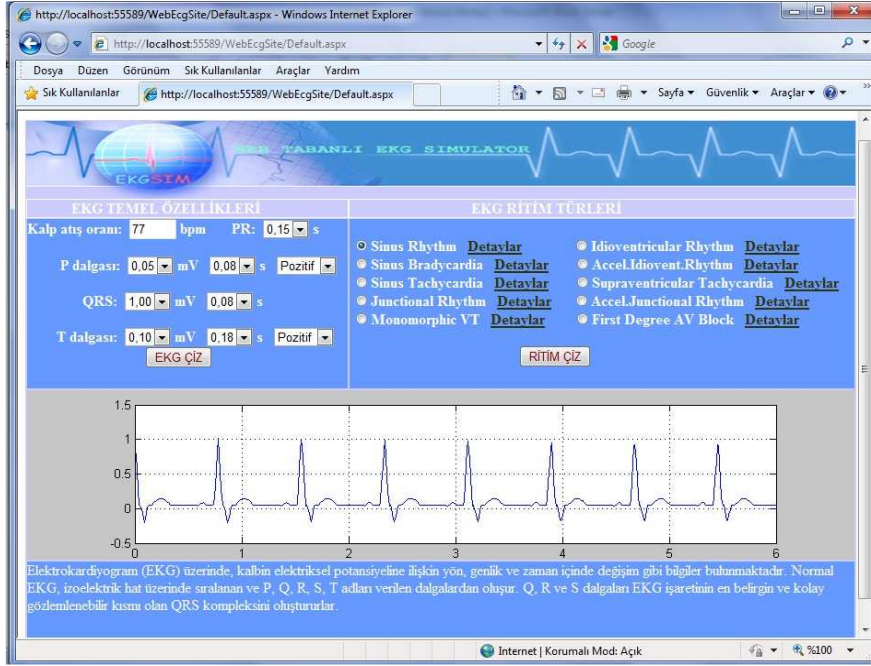 http://localhost:55589/WebEcgSite/Default.aspx - Windows Internet Explorer
http://localhost:55589/WebEcgSite/Default.aspx
Google
Dosya Düzen Görünüm Sık Kullanılanlar Araçlar Yardım
Sık Kullanılanlar http://localhost:55589/WebEcgSite/Default.aspx Sayfa Güvenlik Araçlar
WEB TABANLI EKG SIMULATOR
EKGSIM
EKG TEMEL ÖZELLİKLERİ
Kalp atış oranı: 77 bpm PR: 0,15 s
P dalgası: 0,05 mV 0,08 s Pozitif
QRS: 1,00 mV 0,08 s
T dalgası: 0,10 mV 0,18 s Pozitif
EKG ÇİZ
EKG RİTİM TÜRLERİ
Sinus Rhythm Detaylar
Sinus Bradycardia Detaylar
Sinus Tachycardia Detaylar
Junctional Rhythm Detaylar
Monomorphic VT Detaylar
Idioventricular Rhythm Detaylar
Accel.Idiovent.Rhythm Detaylar
Supraventricular Tachycardia Detaylar
Accel.Junctional Rhythm Detaylar
First Degree AV Block Detaylar
RİTİM ÇİZ
1.5
1
0.5
0
-0.5
0 1 2 3 4 5 6
Elektrokardiyogram (EKG) üzerinde, kalbin elektriksel potansiyeline ilişkin yön, genlik ve zaman içinde değişim gibi bilgiler bulunmaktadır. Normal
EKG, izoelektrik hat üzerinde sıralanan ve P, Q, R, S, T adları verilen dalgalardan oluşur. Q, R ve S dalgaları EKG işaretinin en belirgin ve kolay
gözlemlenebilir kısmı olan QRS kompleksini oluştururlar.
Internet | Korumalı Mod: Açık %100